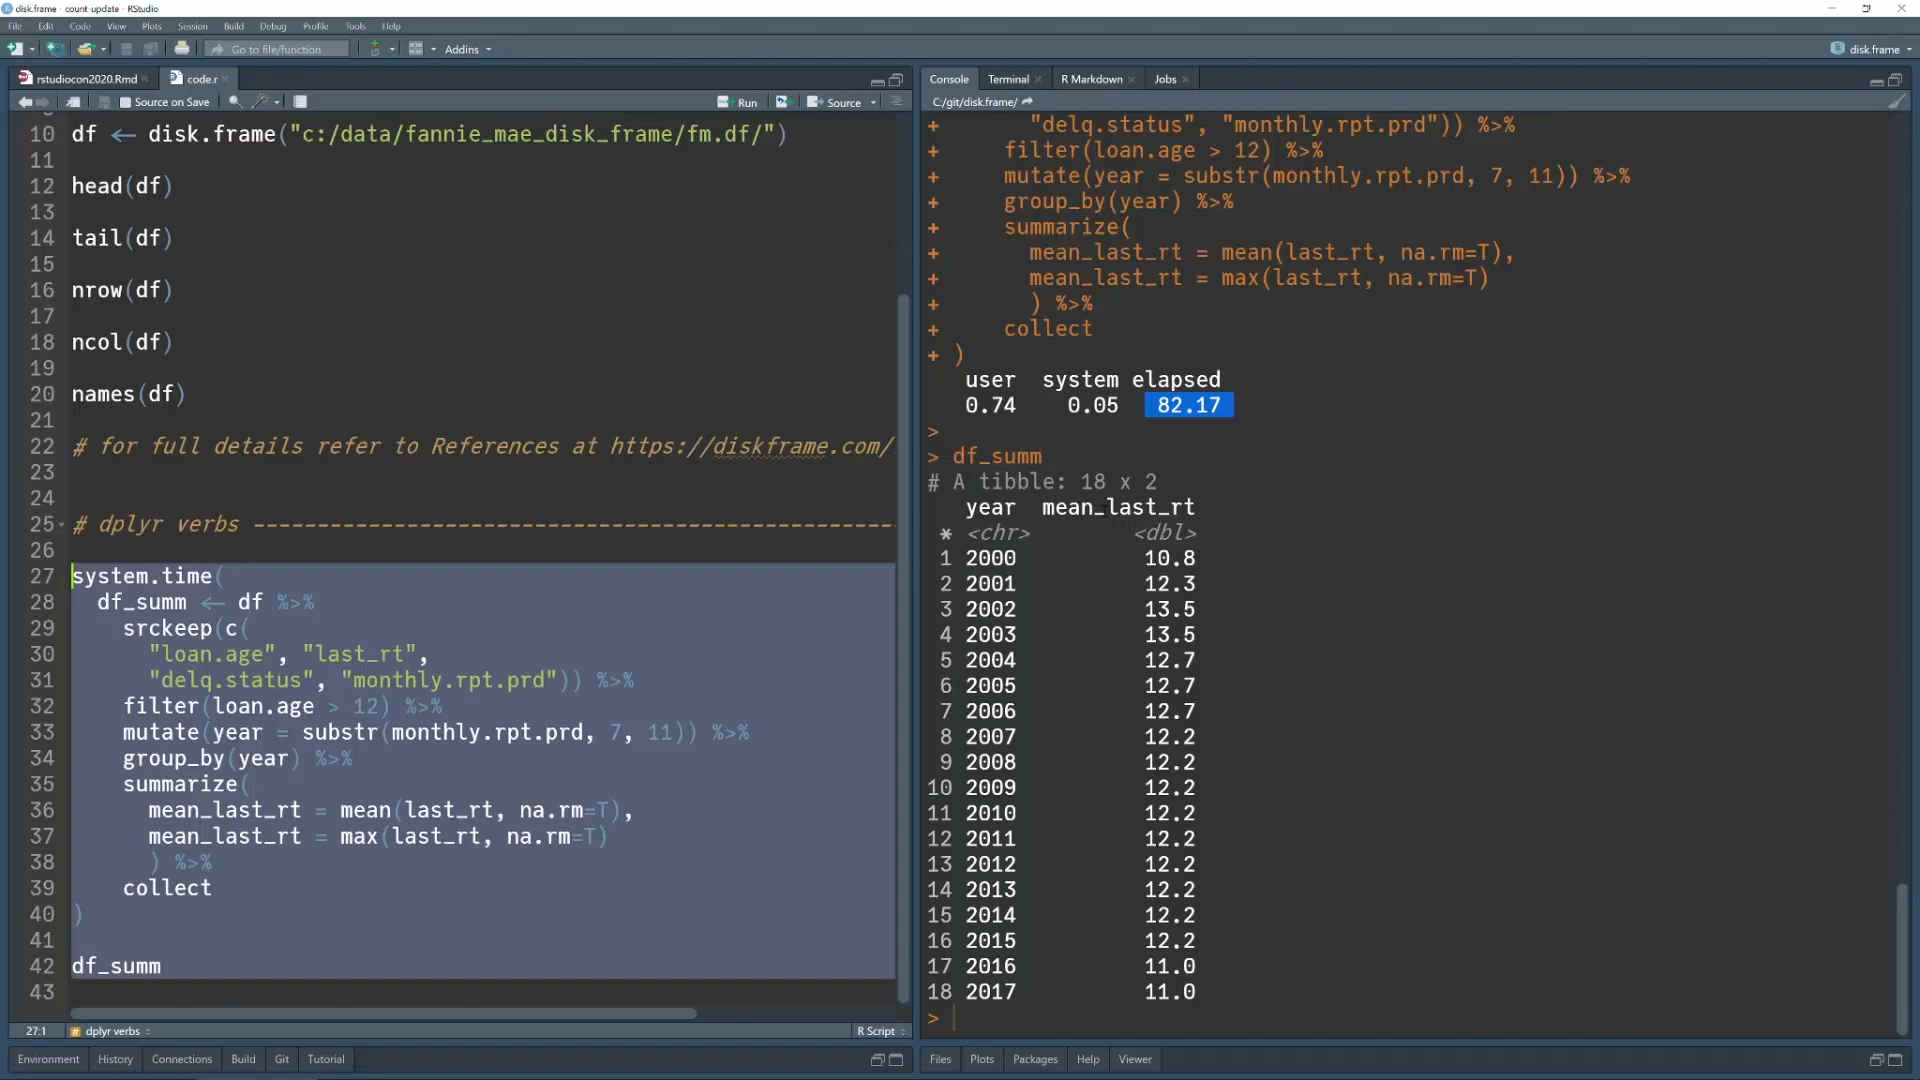 disk.frame - count-update - RStudio
File Edit Code View Plots Session Build Debug Profile Tools Help
Go to file/function Addins disk.frame
rstudiocon2020.Rmd code.r
Source on Save Run Source
10 df <- disk.frame("c:/data/fannie_mae_disk_frame/fm.df/")
11
12 head(df)
13
14 tail(df)
15
16 nrow(df)
17
18 ncol(df)
19
20 names(df)
21
22 # for full details refer to References at https://diskframe.com/
23
24
25 # dplyr verbs --------------------------------------------------
26
27 system.time(
28 df_summ <- df %>%
29 srckeep(c(
30 "loan.age", "last_rt",
31 "delq.status", "monthly.rpt.prd")) %>%
32 filter(loan.age > 12) %>%
33 mutate(year = substr(monthly.rpt.prd, 7, 11)) %>%
34 group_by(year) %>%
35 summarize(
36 mean_last_rt = mean(last_rt, na.rm=T),
37 mean_last_rt = max(last_rt, na.rm=T)
38 ) %>%
39 collect
40 )
41
42 df_summ
43
27:1 dplyr verbs R Script
Environment History Connections Build Git Tutorial
Console Terminal R Markdown Jobs
C:/git/disk.frame/
+ "delq.status", "monthly.rpt.prd")) %>%
+ filter(loan.age > 12) %>%
+ mutate(year = substr(monthly.rpt.prd, 7, 11)) %>%
+ group_by(year) %>%
+ summarize(
+ mean_last_rt = mean(last_rt, na.rm=T),
+ mean_last_rt = max(last_rt, na.rm=T)
+ ) %>%
+ collect
+ )
user system elapsed
0.74 0.05 82.17
>
> df_summ
# A tibble: 18 x 2
year mean_last_rt
* <chr> <dbl>
1 2000 10.8
2 2001 12.3
3 2002 13.5
4 2003 13.5
5 2004 12.7
6 2005 12.7
7 2006 12.7
8 2007 12.2
9 2008 12.2
10 2009 12.2
11 2010 12.2
12 2011 12.2
13 2012 12.2
14 2013 12.2
15 2014 12.2
16 2015 12.2
17 2016 11.0
18 2017 11.0
>
Files Plots Packages Help Viewer